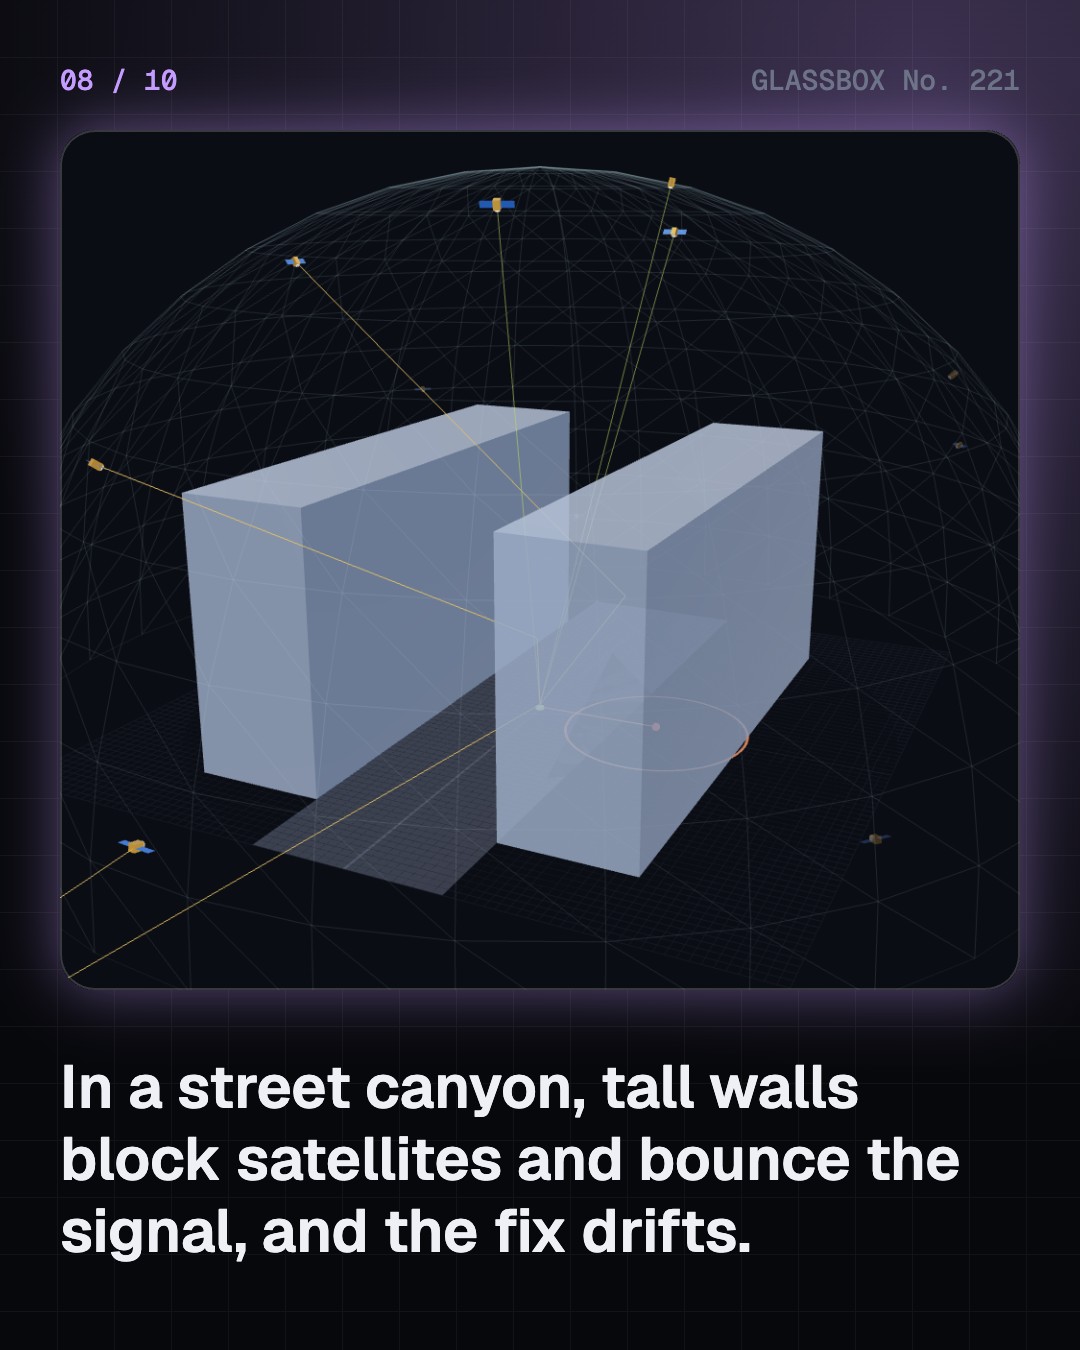 08 / 10
GLASSBOX No. 221
In a street canyon, tall walls
block satellites and bounce the
signal, and the fix drifts.